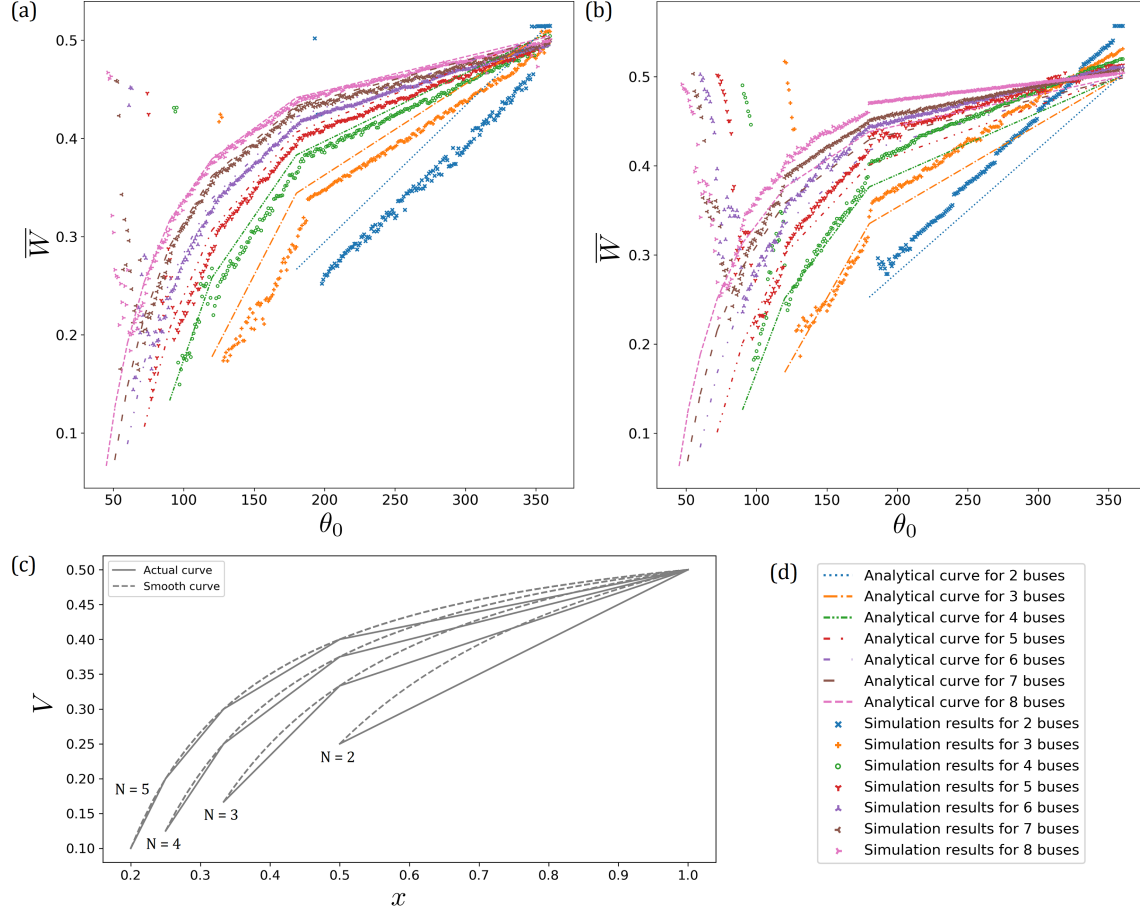 (a)
0.5
0.4
0.3
0.2
0.1
W̅
50 100 150 200 250 300 350
θ₀
(b)
0.5
0.4
0.3
0.2
0.1
W̅
50 100 150 200 250 300 350
θ₀
(c)
Actual curve
Smooth curve
0.50
0.45
0.40
0.35
0.30
0.25
0.20
0.15
0.10
V
N = 2
N = 3
N = 4
N = 5
0.2 0.3 0.4 0.5 0.6 0.7 0.8 0.9 1.0
x
(d)
Analytical curve for 2 buses
Analytical curve for 3 buses
Analytical curve for 4 buses
Analytical curve for 5 buses
Analytical curve for 6 buses
Analytical curve for 7 buses
Analytical curve for 8 buses
Simulation results for 2 buses
Simulation results for 3 buses
Simulation results for 4 buses
Simulation results for 5 buses
Simulation results for 6 buses
Simulation results for 7 buses
Simulation results for 8 buses